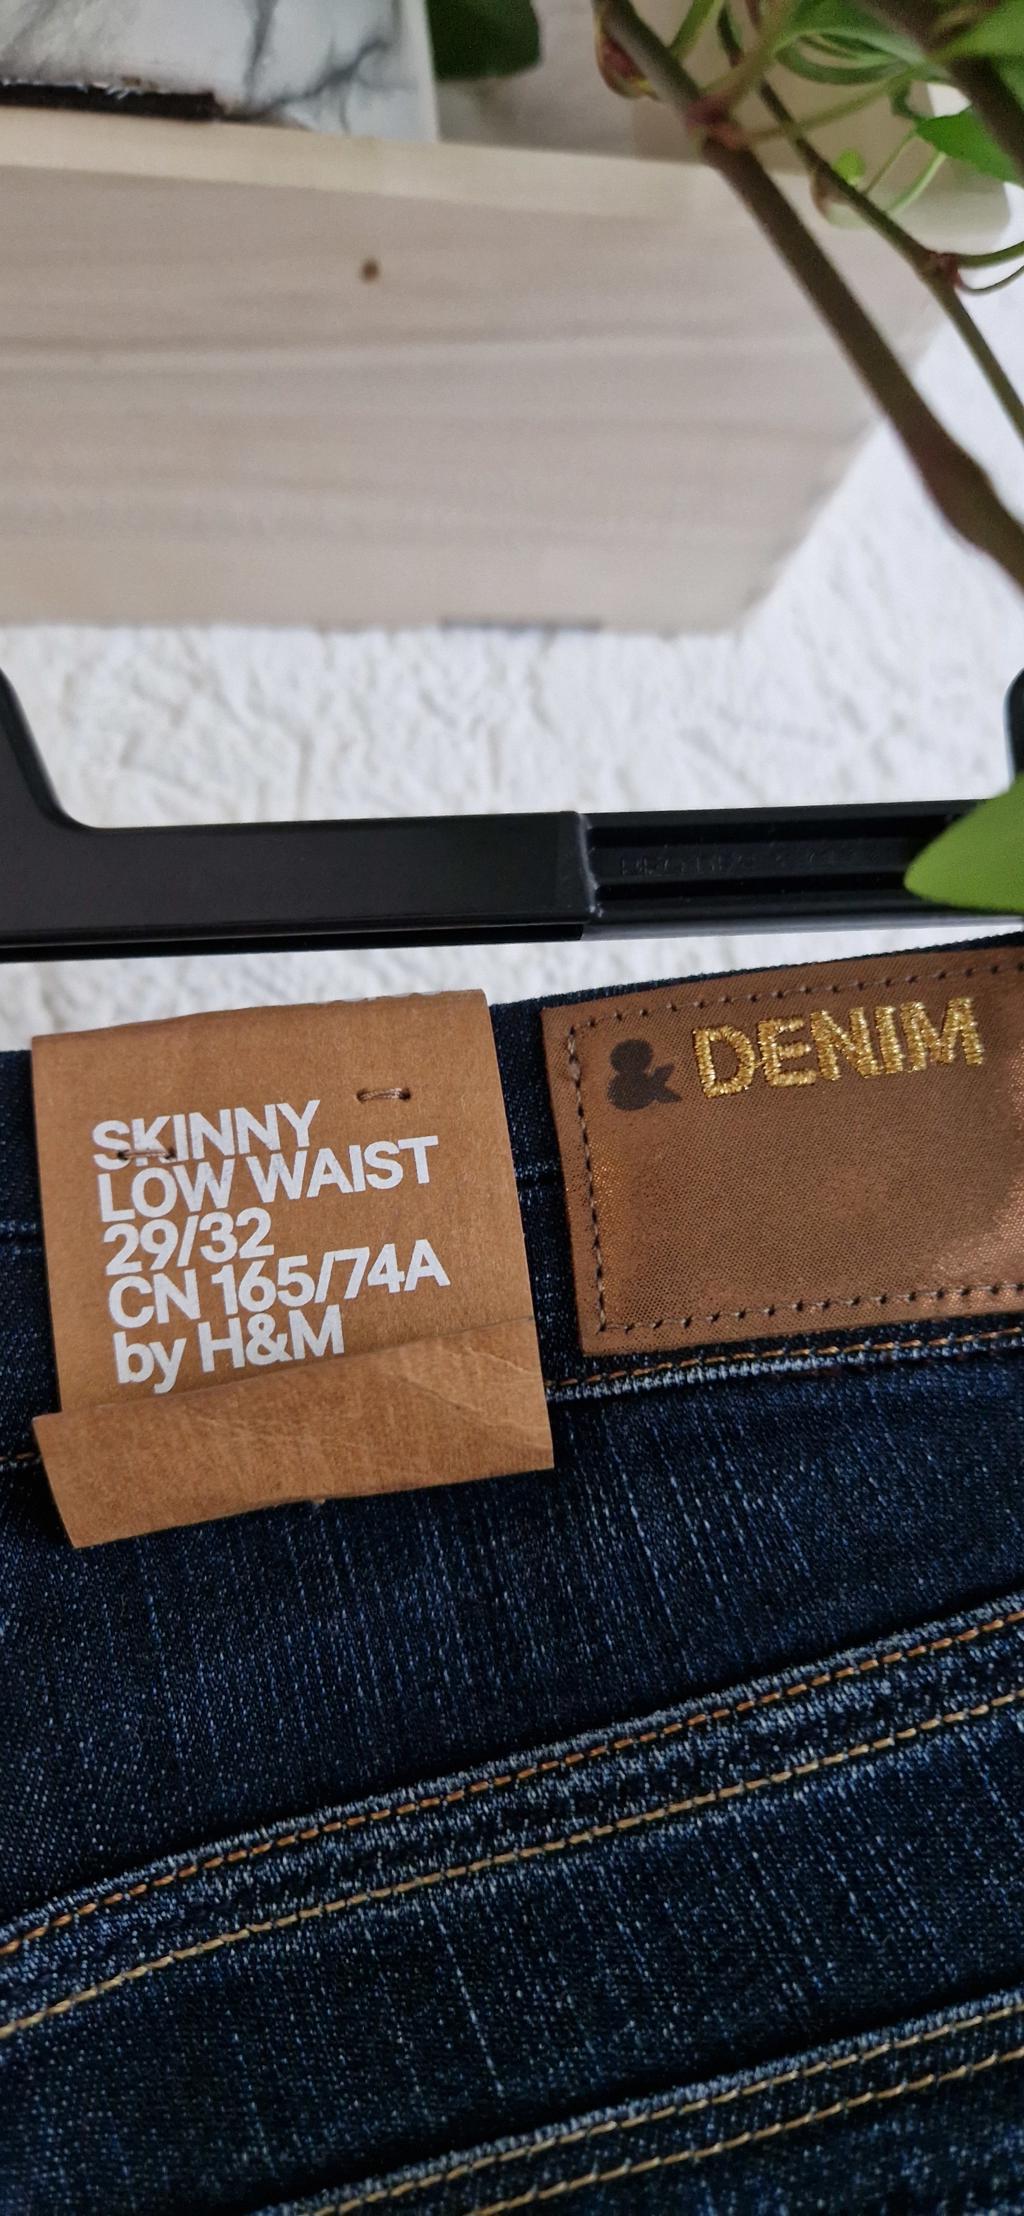 & DENIM
SKINNY
LOW WAIST
29/32
CN 165/74A
by H&M